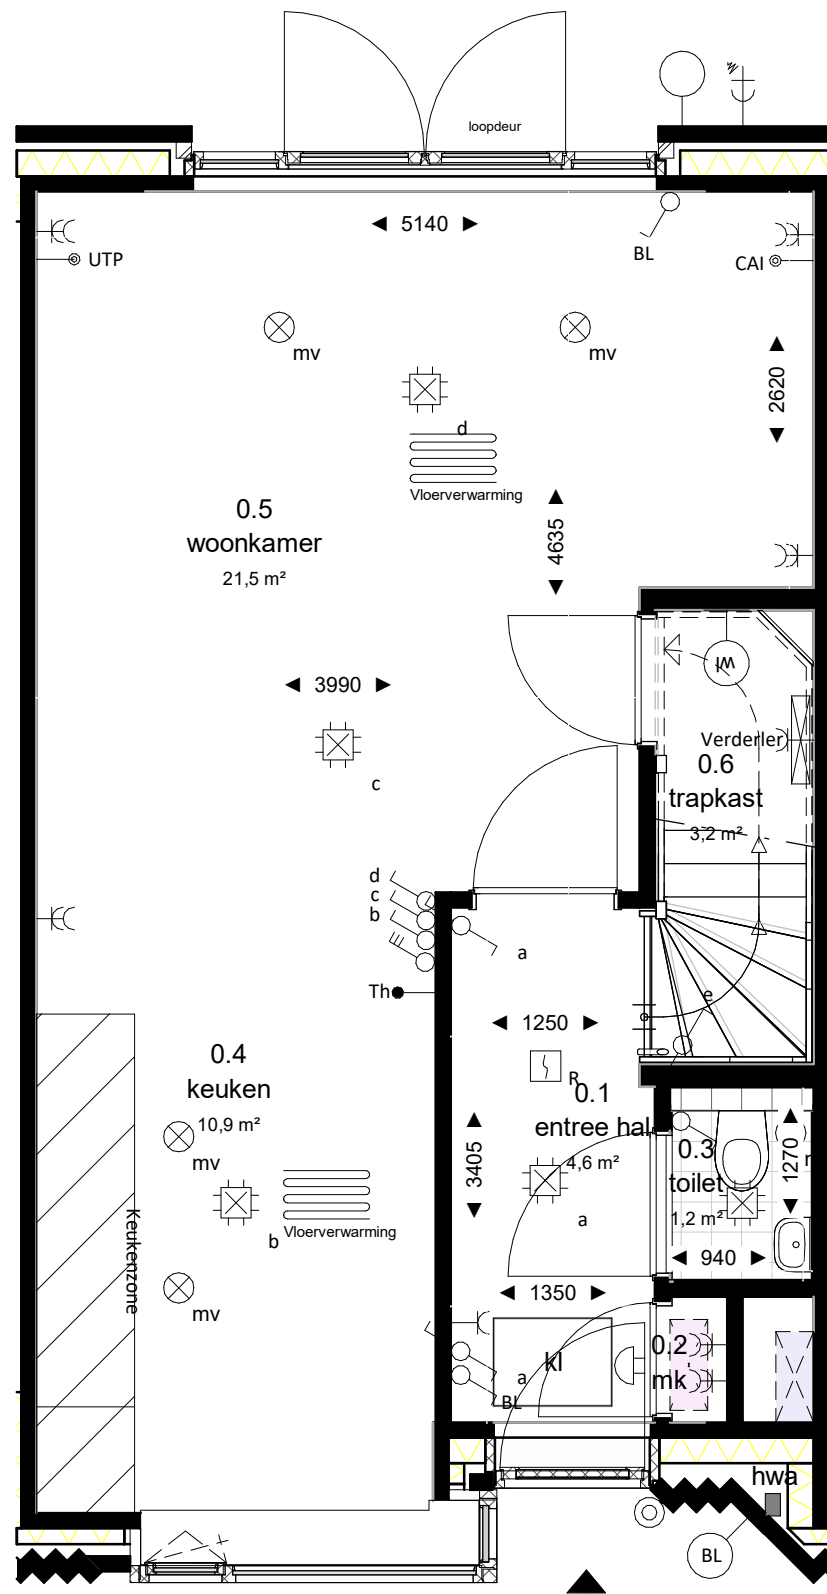 loopdeur
5140
BL
UTP
CAI
mv
mv
2620
d
Vloerverwarming
0.5
woonkamer
21,5 m²
4635
3990
WI
Verderler
0.6
trapkast
3,2 m²
c
d
c
b
a
Th
e
1250
R
0.4
keuken
10,9 m²
mv
0.1
entree hal
4,6 m²
3405
0.3
toilet
1,2 m²
1270
Vloerverwarming
b
Keukenzone
a
940
mv
1350
kl
0.2
mk
a
BL
hwa
BL